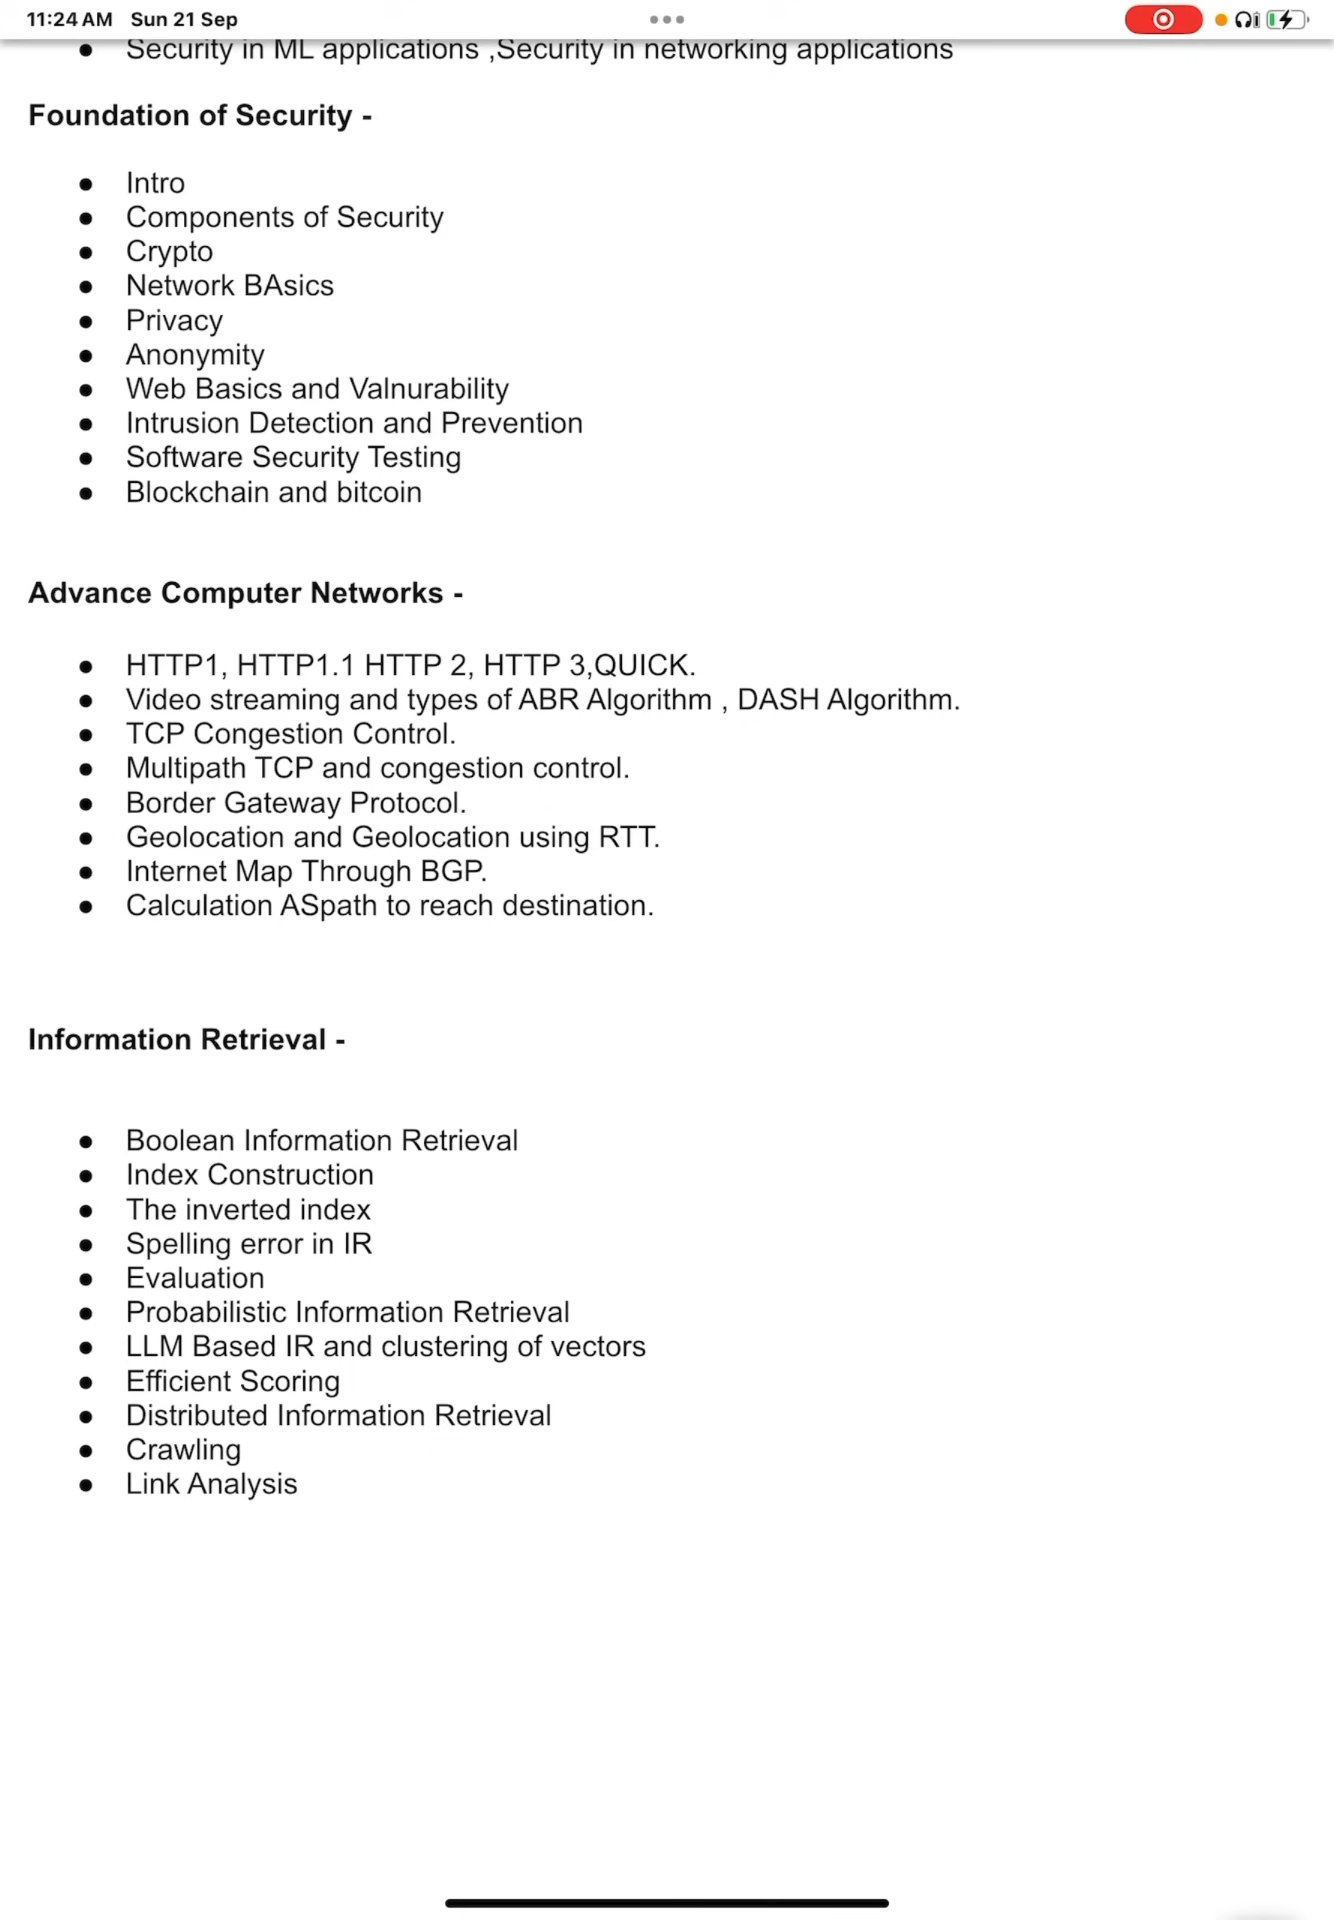 11:24 AM Sun 21 Sep
Security in ML applications ,Security in networking applications
Foundation of Security -
Intro
Components of Security
Crypto
Network BAsics
Privacy
Anonymity
Web Basics and Valnurability
Intrusion Detection and Prevention
Software Security Testing
Blockchain and bitcoin
Advance Computer Networks -
HTTP1, HTTP1.1 HTTP 2, HTTP 3,QUICK.
Video streaming and types of ABR Algorithm , DASH Algorithm.
TCP Congestion Control.
Multipath TCP and congestion control.
Border Gateway Protocol.
Geolocation and Geolocation using RTT.
Internet Map Through BGP.
Calculation ASpath to reach destination.
Information Retrieval -
Boolean Information Retrieval
Index Construction
The inverted index
Spelling error in IR
Evaluation
Probabilistic Information Retrieval
LLM Based IR and clustering of vectors
Efficient Scoring
Distributed Information Retrieval
Crawling
Link Analysis